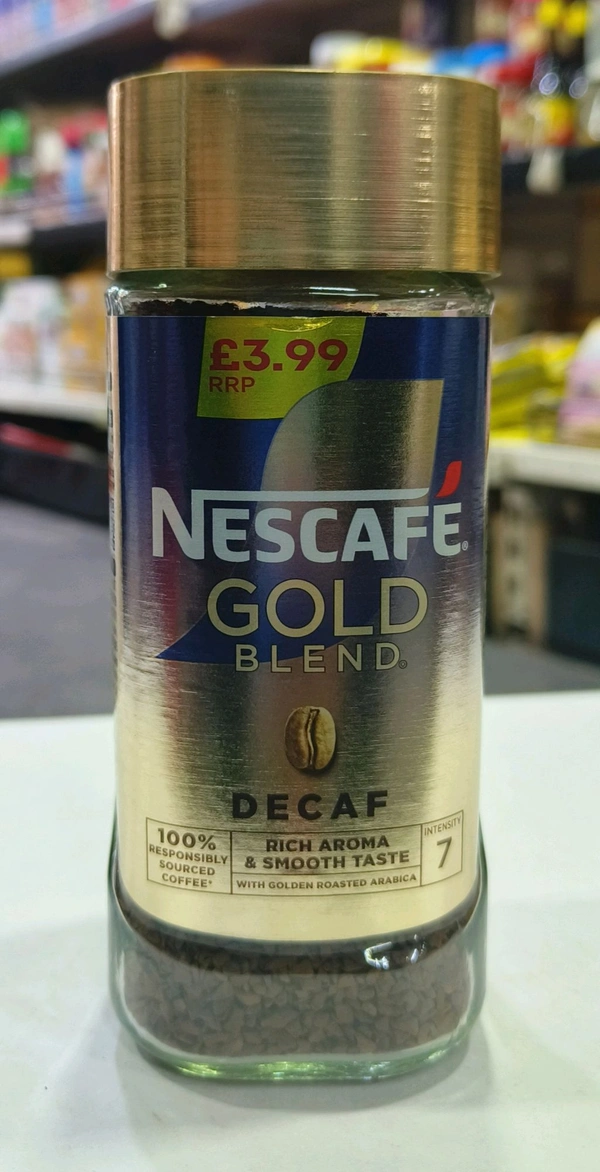 £3.99
RRP
NESCAFÉ®
GOLD
BLEND®
DECAF
100%
RESPONSIBLY
SOURCED
COFFEE*
RICH AROMA
& SMOOTH TASTE
WITH GOLDEN ROASTED ARABICA
INTENSITY
7